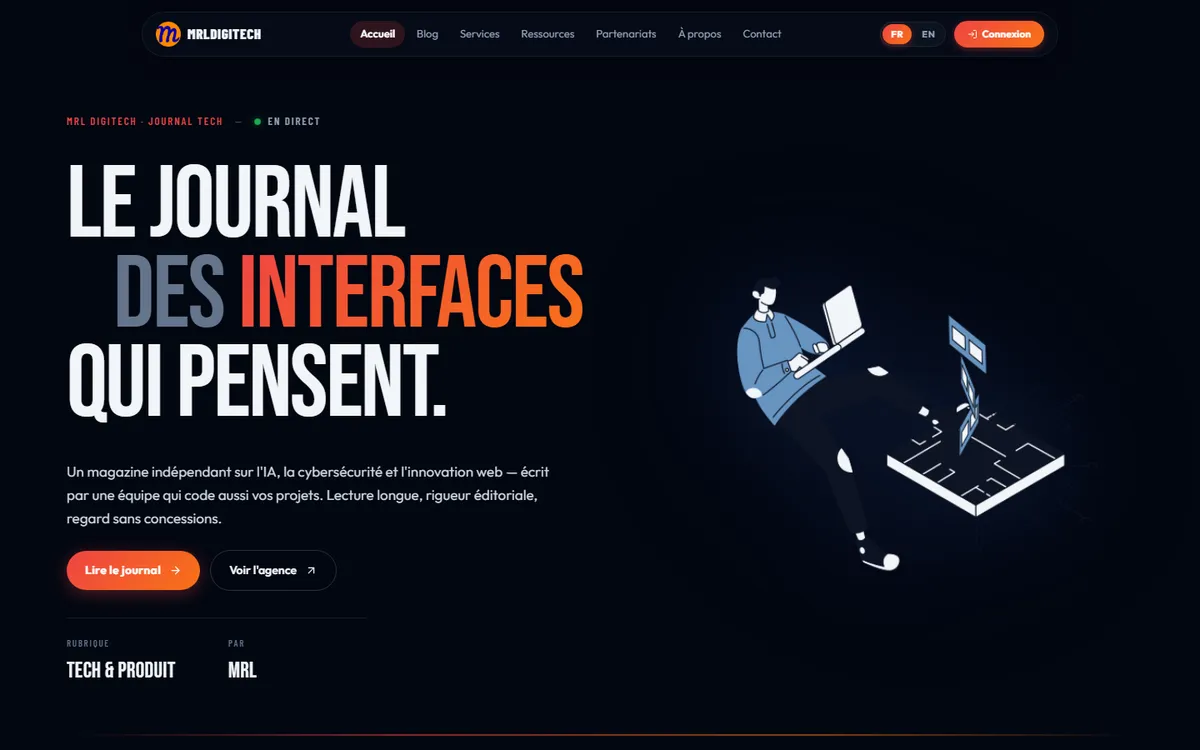 m MRLDIGITECH
Accueil Blog Services Ressources Partenariats À propos Contact
FR EN
Connexion
MRL DIGITECH · JOURNAL TECH — EN DIRECT
LE JOURNAL
DES INTERFACES
QUI PENSENT.
Un magazine indépendant sur l'IA, la cybersécurité et l'innovation web — écrit
par une équipe qui code aussi vos projets. Lecture longue, rigueur éditoriale,
regard sans concessions.
Lire le journal → Voir l'agence ↗
RUBRIQUE PAR
TECH & PRODUIT MRL